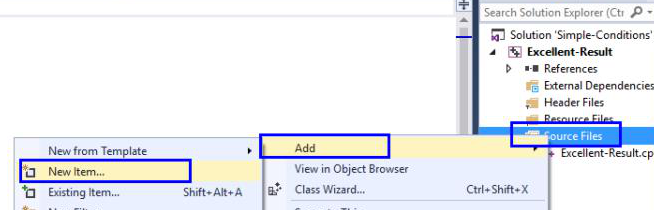 Search Solution Explorer (Ctr
Solution 'Simple-Conditions'
Excellent-Result
References
External Dependencies
Header Files
Resource Files
Source Files
Excellent-Result.cp
New from Template
New Item...
Existing Item... Shift+Alt+A
New Filter
Add
View in Object Browser
Class Wizard... Ctrl+Shift+X